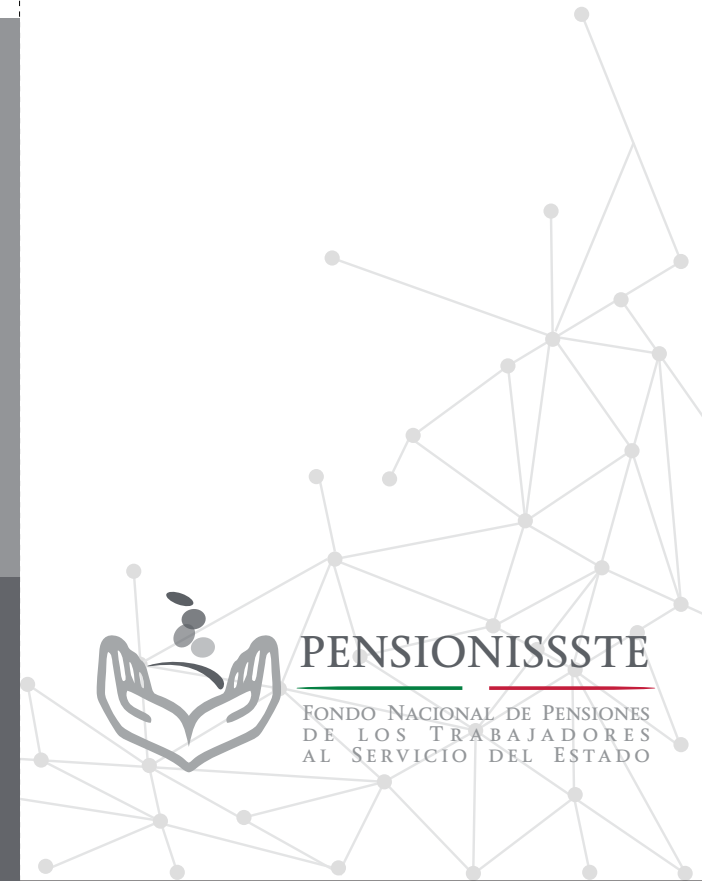 PENSIONISSSTE
FONDO NACIONAL DE PENSIONES
DE LOS TRABAJADORES
AL SERVICIO DEL ESTADO